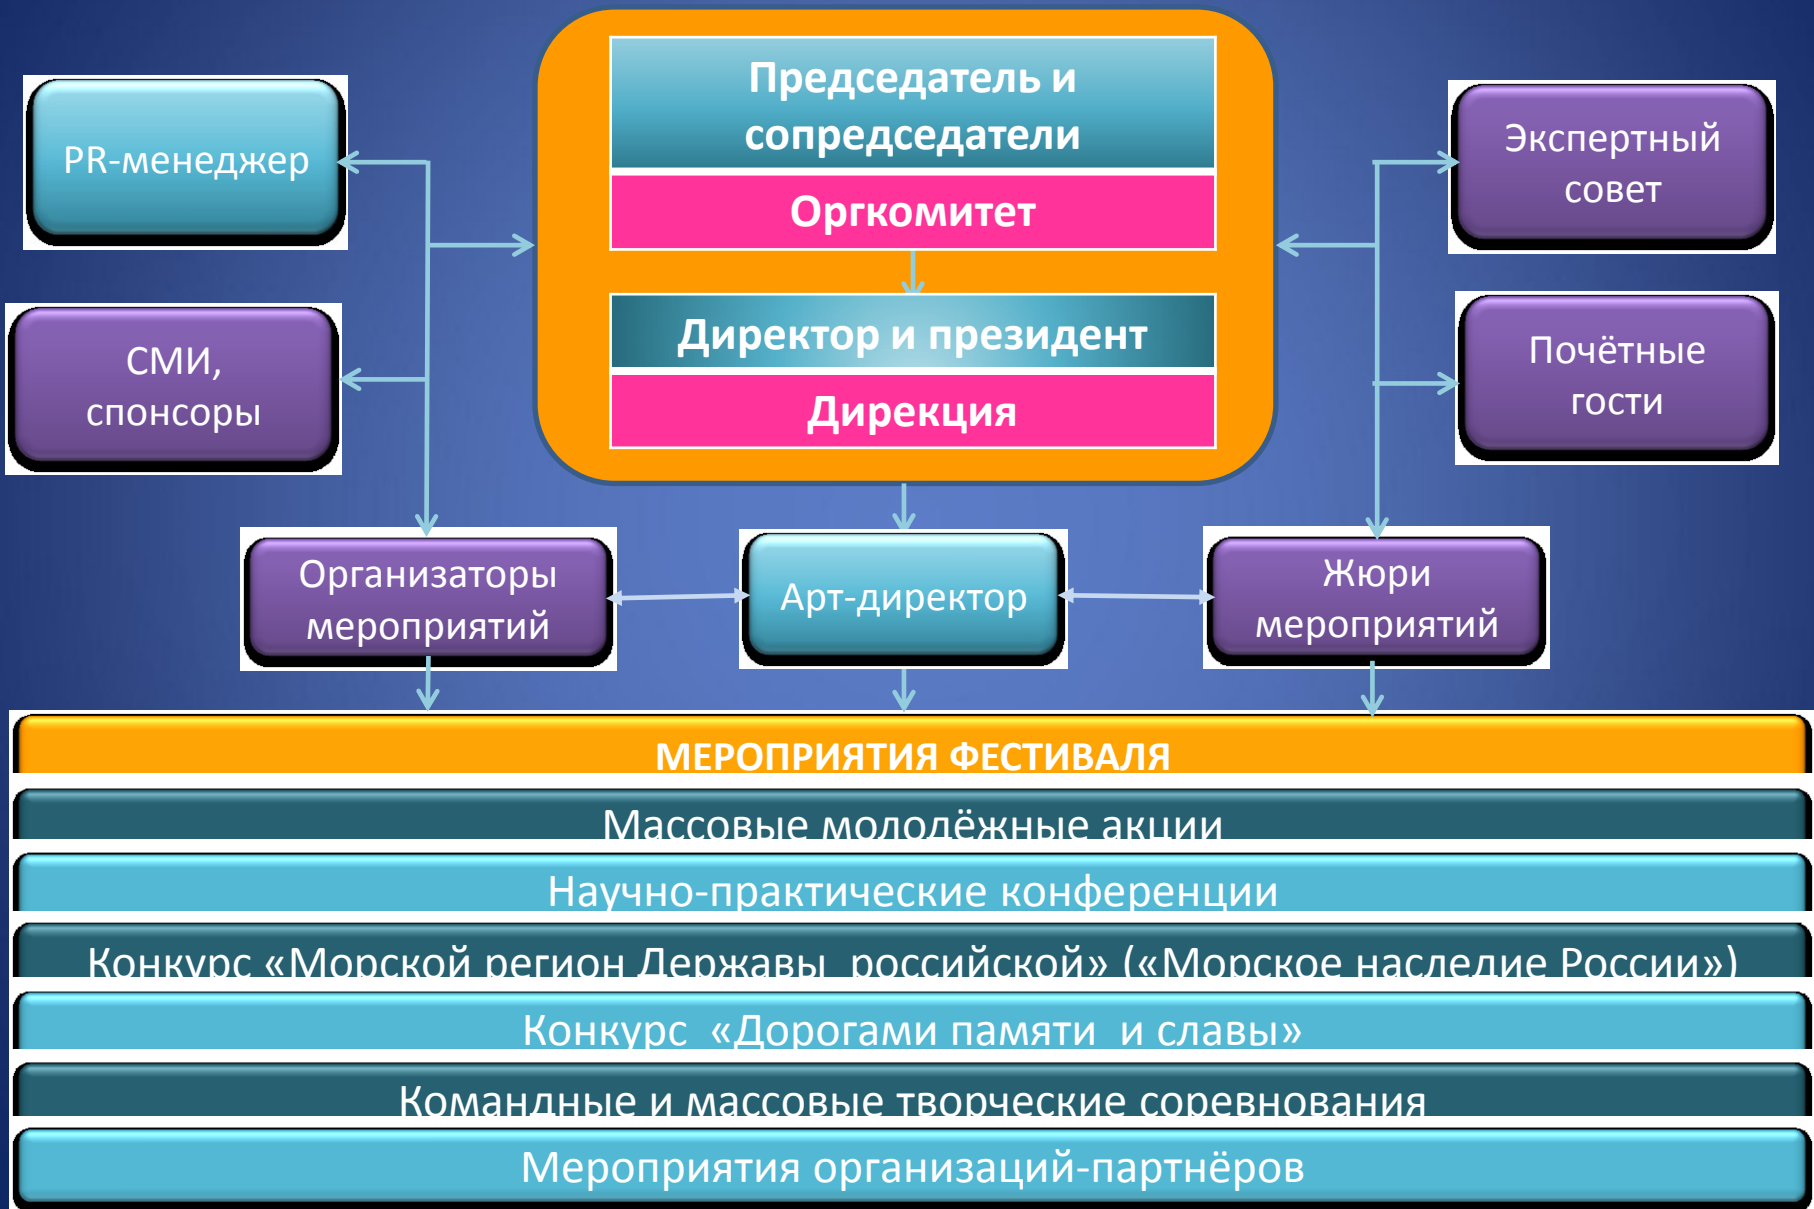 Председатель и
сопредседатели
Оргкомитет
Директор и президент
Дирекция
PR-менеджер
СМИ,
спонсоры
Экспертный
совет
Почётные
гости
Организаторы
мероприятий
Арт-директор
Жюри
мероприятий
МЕРОПРИЯТИЯ ФЕСТИВАЛЯ
Массовые молодёжные акции
Научно-практические конференции
Конкурс «Морской регион Державы российской» («Морское наследие России»)
Конкурс «Дорогами памяти и славы»
Командные и массовые творческие соревнования
Мероприятия организаций-партнёров